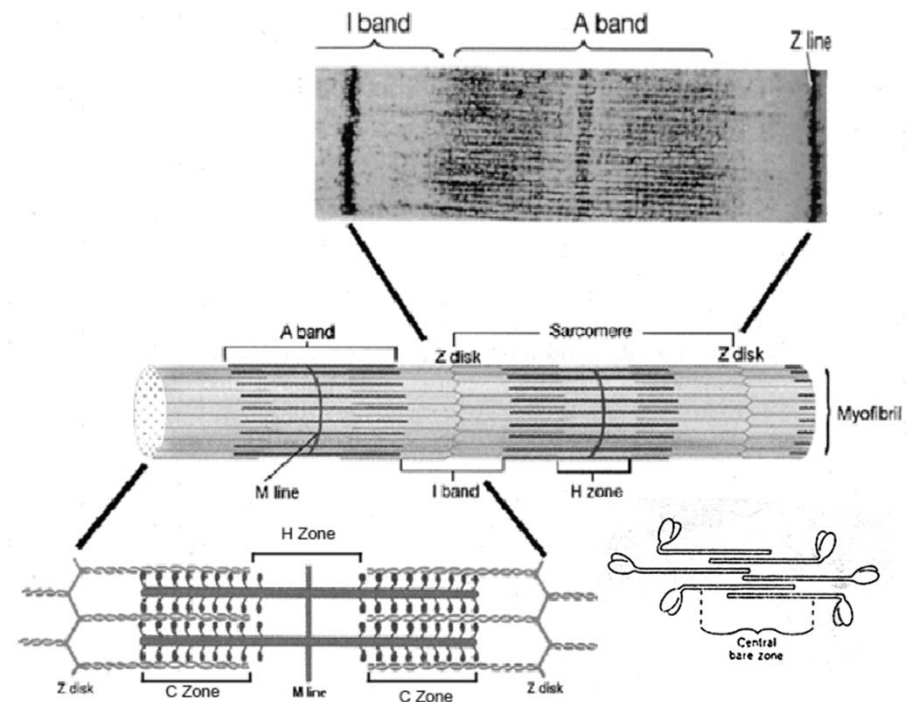 I band
A band
Z line
A band
Sarcomere
Z disk
Z disk
Myofibril
M line
I band
H zone
H Zone
Z disk
C Zone
M line
C Zone
Z disk
Central
bare zone